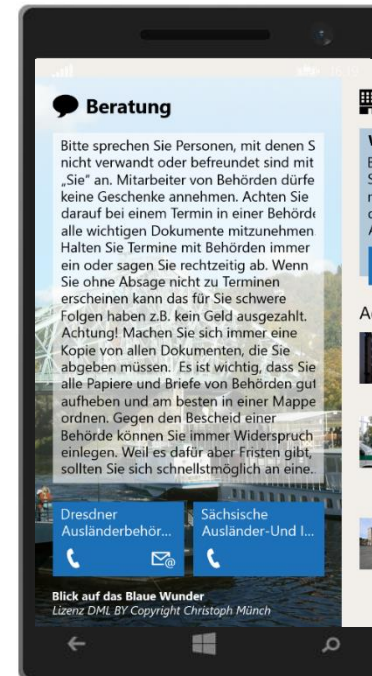 Beratung
Bitte sprechen Sie Personen, mit denen S
nicht verwandt oder befreundet sind mit
„Sie“ an. Mitarbeiter von Behörden dürfe
keine Geschenke annehmen. Achten Sie
darauf bei einem Termin in einer Behörde
alle wichtigen Dokumente mitzunehmen
Halten Sie Termine mit Behörden immer
ein oder sagen Sie rechtzeitig ab. Wenn
Sie ohne Absage nicht zu Terminen
erscheinen kann das für Sie schwere
Folgen haben z.B. kein Geld ausgezahlt.
Achtung! Machen Sie sich immer eine
Kopie von allen Dokumenten, die Sie
abgeben müssen. Es ist wichtig, dass Sie
alle Papiere und Briefe von Behörden gut
aufheben und am besten in einer Mappe
ordnen. Gegen den Bescheid einer
Behörde können Sie immer Widerspruch
einlegen. Weil es dafür aber Fristen gibt,
sollten Sie sich schnellstmöglich an eine..
Dresdner
Ausländerbehör...
Sächsische
Ausländer-Und I...
Blick auf das Blaue Wunder
Lizenz DML BY Copyright Christoph Münch